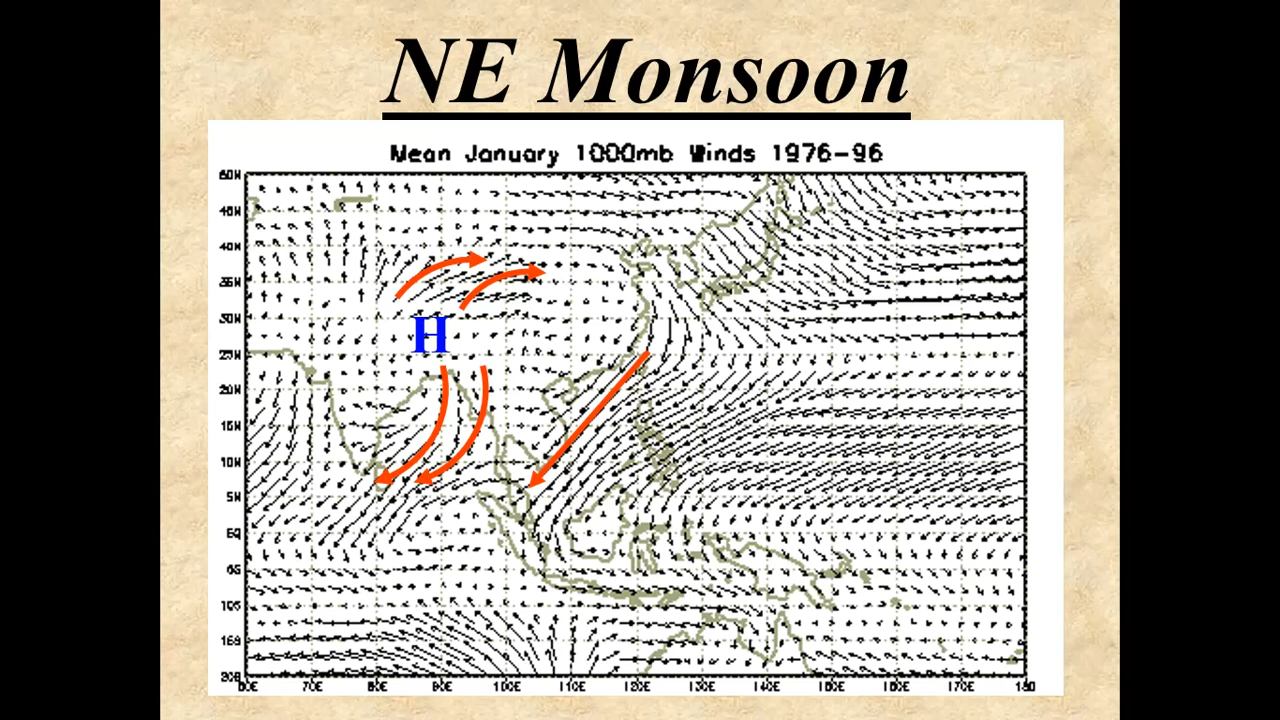 NE Monsoon
Mean January 1000mb Winds 1976-96
50N
45N
40N
35N
30N
25N
20N
15N
10N
5N
EQ
5S
10S
15S
20S
H
60E 70E 80E 90E 100E 110E 120E 130E 140E 150E 160E 170E 180